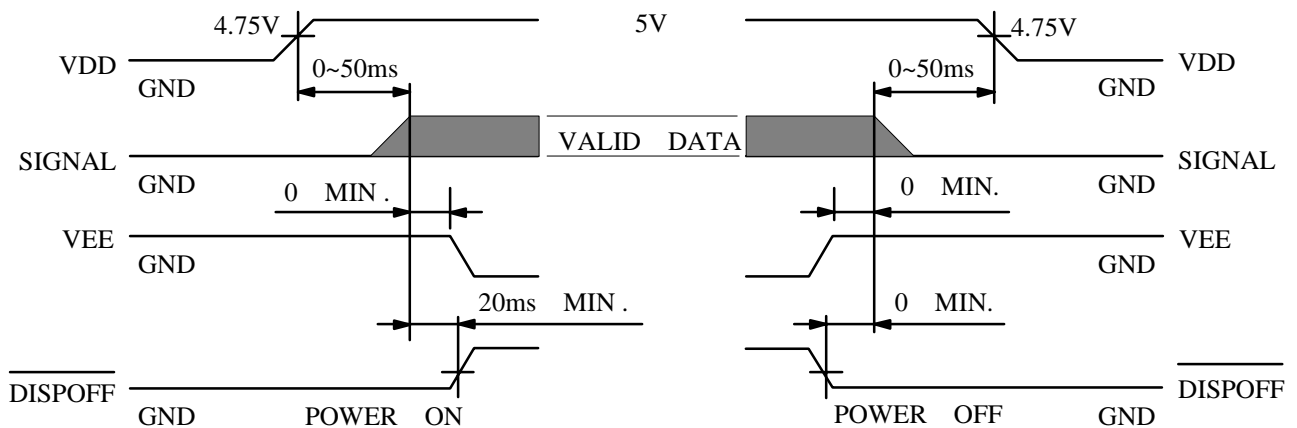 4.75V 5V 4.75V
VDD GND 0~50ms 0~50ms GND VDD
SIGNAL GND VALID DATA GND SIGNAL
0 MIN . 0 MIN.
VEE GND GND VEE
20ms MIN . 0 MIN.
DISPOFF GND POWER ON POWER OFF GND DISPOFF